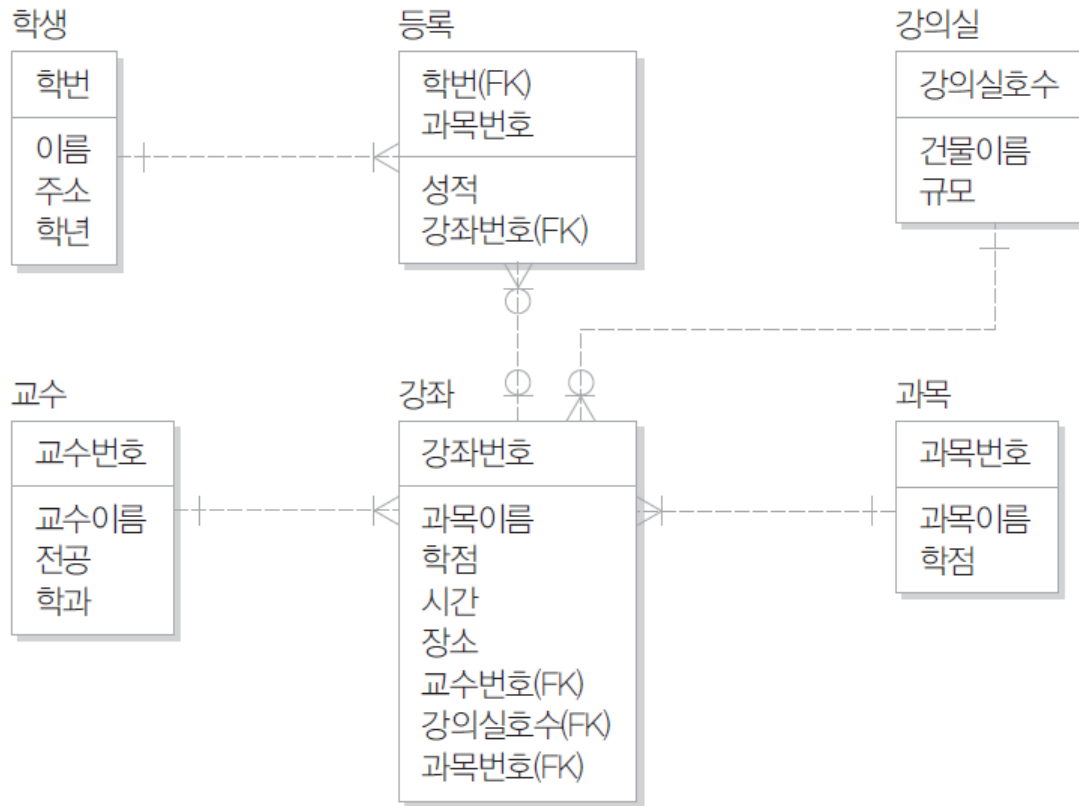 학생
학번
이름
주소
학년
등록
학번(FK)
과목번호
성적
강좌번호(FK)
강의실
강의실호수
건물이름
규모
교수
교수번호
교수이름
전공
학과
강좌
강좌번호
과목이름
학점
시간
장소
교수번호(FK)
강의실호수(FK)
과목번호(FK)
과목
과목번호
과목이름
학점